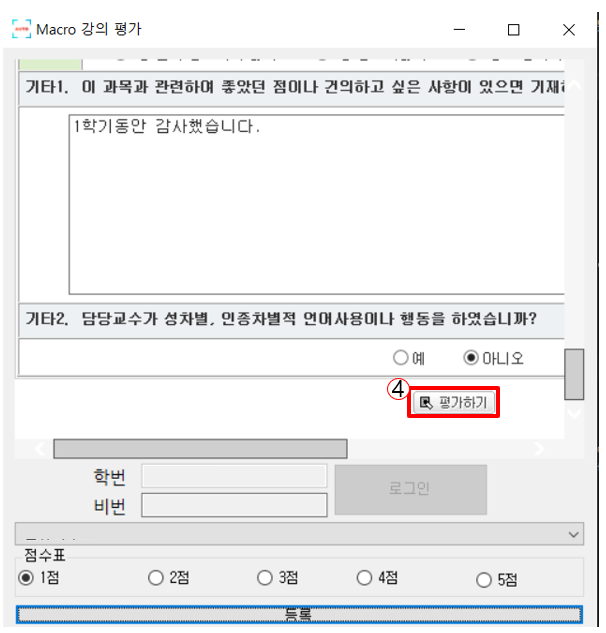 Macro 강의 평가
기타1. 이 과목과 관련하여 좋았던 점이나 건의하고 싶은 사항이 있으면 기재
1학기동안 감사했습니다.
기타2. 담당교수가 성차별, 인종차별적 언어사용이나 행동을 하였습니까?
예 아니오
④ 평가하기
학번
비번
로그인
점수표
1점 2점 3점 4점 5점
등록